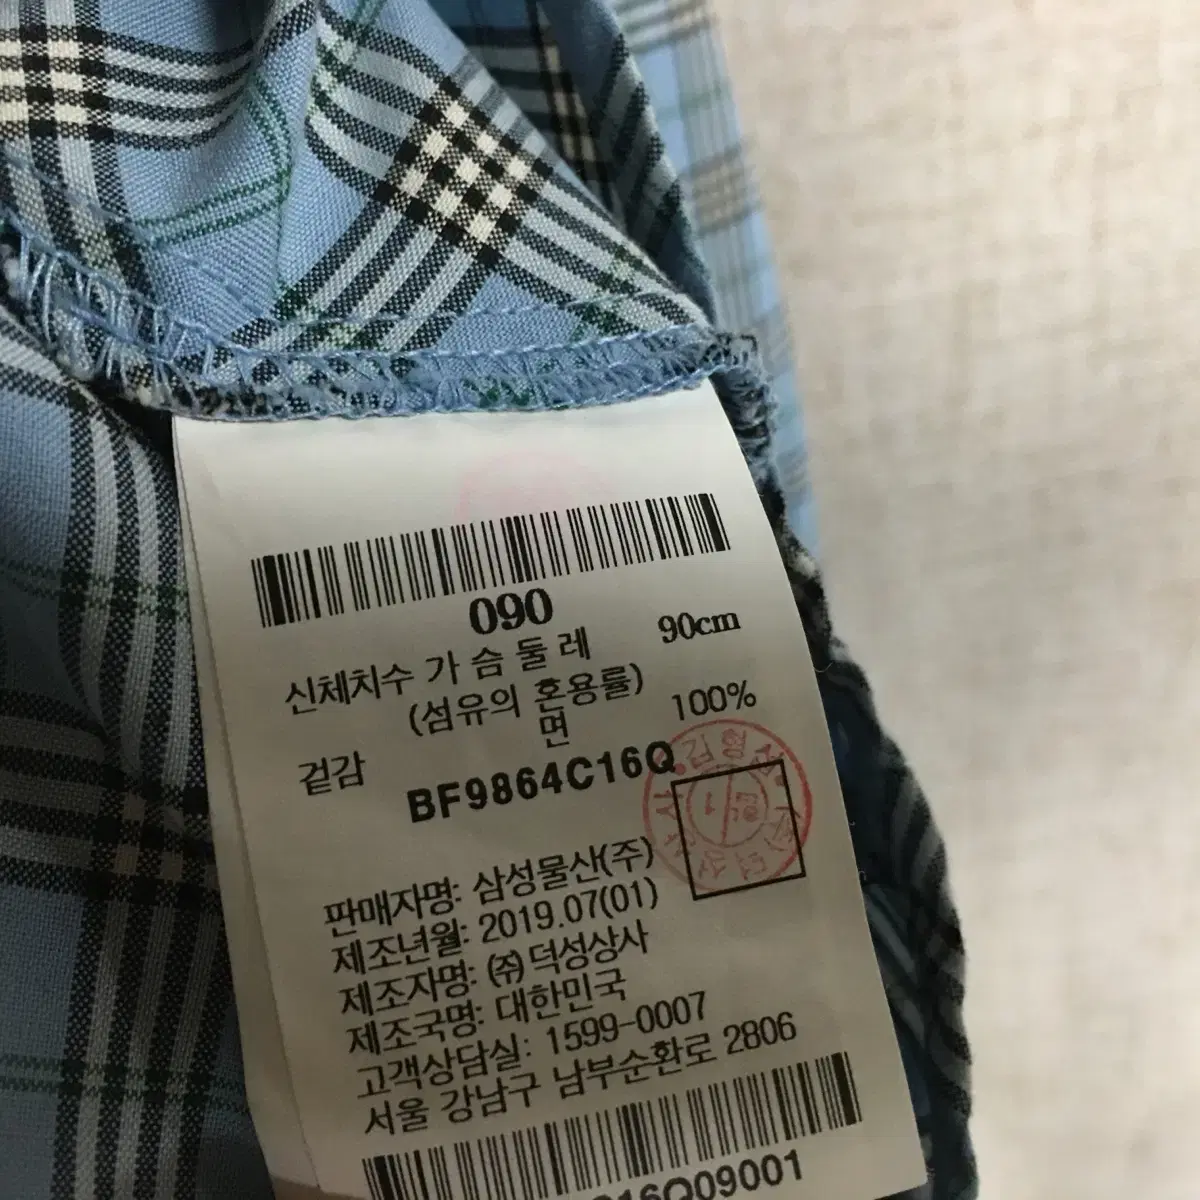 090
신체치수 가 슴 둘 레 90cm
(섬유의 혼용률)
겉감 면 100%
BF9864C16Q
판매자명: 삼성물산(주)
제조년월: 2019.07(01)
제조자명: ㈜덕성상사
제조국명: 대한민국
고객상담실: 1599-0007
서울 강남구 남부순환로 2806
C16Q09001